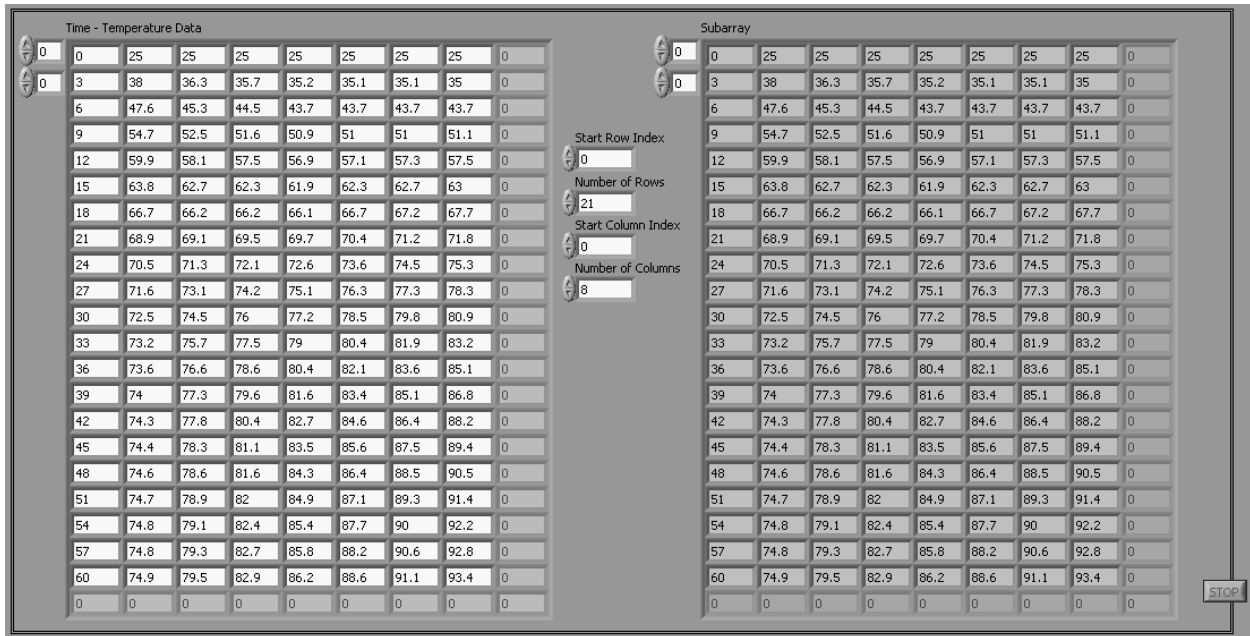 Time - Temperature Data Subarray
0 0 25 25 25 25 25 25 25 0 0 0 25 25 25 25 25 25 25 0
0 3 38 36.3 35.7 35.2 35.1 35.1 35 0 0 3 38 36.3 35.7 35.2 35.1 35.1 35 0
6 47.6 45.3 44.5 43.7 43.7 43.7 43.7 0 6 47.6 45.3 44.5 43.7 43.7 43.7 43.7 0
9 54.7 52.5 51.6 50.9 51 51 51.1 0 9 54.7 52.5 51.6 50.9 51 51 51.1 0
Start Row Index
12 59.9 58.1 57.5 56.9 57.1 57.3 57.5 0 0 12 59.9 58.1 57.5 56.9 57.1 57.3 57.5 0
Number of Rows
15 63.8 62.7 62.3 61.9 62.3 62.7 63 0 15 63.8 62.7 62.3 61.9 62.3 62.7 63 0
21
18 66.7 66.2 66.2 66.1 66.7 67.2 67.7 0 18 66.7 66.2 66.2 66.1 66.7 67.2 67.7 0
Start Column Index
21 68.9 69.1 69.5 69.7 70.4 71.2 71.8 0 0 21 68.9 69.1 69.5 69.7 70.4 71.2 71.8 0
Number of Columns
24 70.5 71.3 72.1 72.6 73.6 74.5 75.3 0 24 70.5 71.3 72.1 72.6 73.6 74.5 75.3 0
27 71.6 73.1 74.2 75.1 76.3 77.3 78.3 0 8 27 71.6 73.1 74.2 75.1 76.3 77.3 78.3 0
30 72.5 74.5 76 77.2 78.5 79.8 80.9 0 30 72.5 74.5 76 77.2 78.5 79.8 80.9 0
33 73.2 75.7 77.5 79 80.4 81.9 83.2 0 33 73.2 75.7 77.5 79 80.4 81.9 83.2 0
36 73.6 76.6 78.6 80.4 82.1 83.6 85.1 0 36 73.6 76.6 78.6 80.4 82.1 83.6 85.1 0
39 74 77.3 79.6 81.6 83.4 85.1 86.8 0 39 74 77.3 79.6 81.6 83.4 85.1 86.8 0
42 74.3 77.8 80.4 82.7 84.6 86.4 88.2 0 42 74.3 77.8 80.4 82.7 84.6 86.4 88.2 0
45 74.4 78.3 81.1 83.5 85.6 87.5 89.4 0 45 74.4 78.3 81.1 83.5 85.6 87.5 89.4 0
48 74.6 78.6 81.6 84.3 86.4 88.5 90.5 0 48 74.6 78.6 81.6 84.3 86.4 88.5 90.5 0
51 74.7 78.9 82 84.9 87.1 89.3 91.4 0 51 74.7 78.9 82 84.9 87.1 89.3 91.4 0
54 74.8 79.1 82.4 85.4 87.7 90 92.2 0 54 74.8 79.1 82.4 85.4 87.7 90 92.2 0
57 74.8 79.3 82.7 85.8 88.2 90.6 92.8 0 57 74.8 79.3 82.7 85.8 88.2 90.6 92.8 0
60 74.9 79.5 82.9 86.2 88.6 91.1 93.4 0 60 74.9 79.5 82.9 86.2 88.6 91.1 93.4 0
STOP
0 0 0 0 0 0 0 0 0 0 0 0 0 0 0 0 0 0